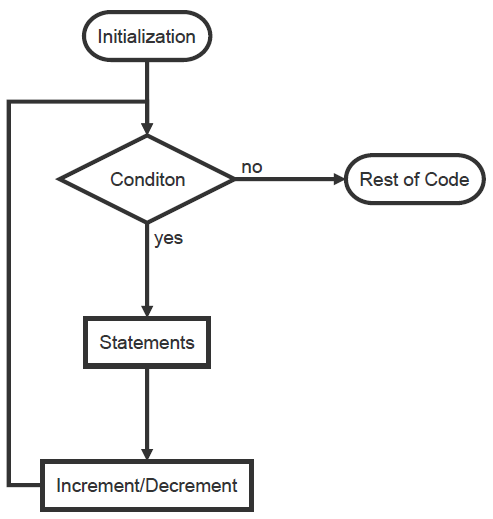 Initialization
Conditon
no
Rest of Code
yes
Statements
Increment/Decrement